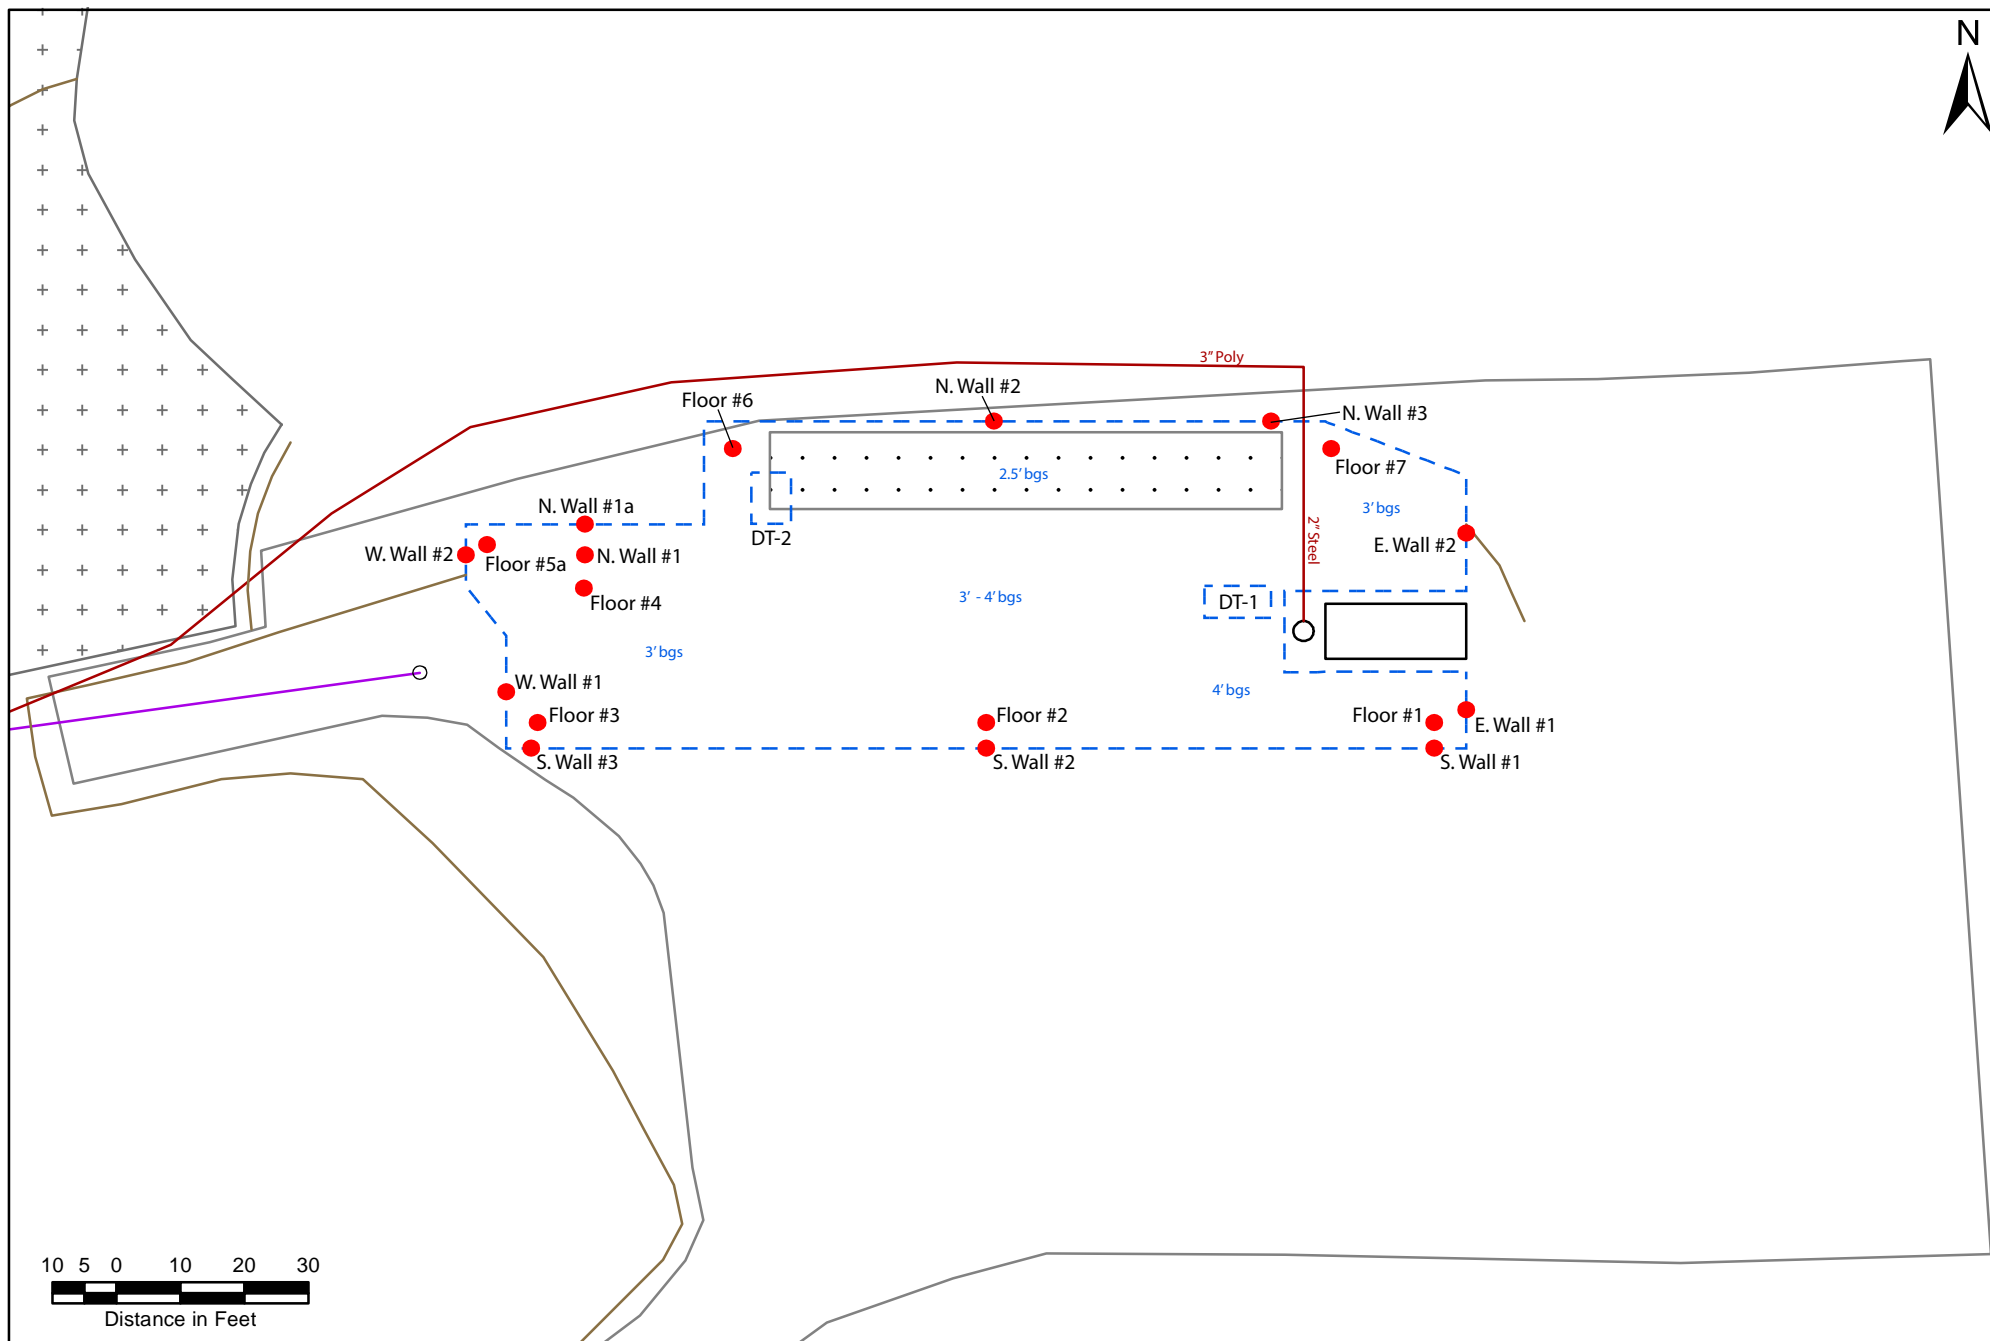 N
3" Poly
N. Wall #2
Floor #6
N. Wall #3
Floor #7
2.5' bgs
N. Wall #1a
3' bgs
DT-2
2" Steel
E. Wall #2
W. Wall #2
Floor #5a
N. Wall #1
Floor #4
3' - 4' bgs
DT-1
3' bgs
W. Wall #1
4' bgs
Floor #3
Floor #2
Floor #1
E. Wall #1
S. Wall #3
S. Wall #2
S. Wall #1
10 5 0 10 20 30
Distance in Feet